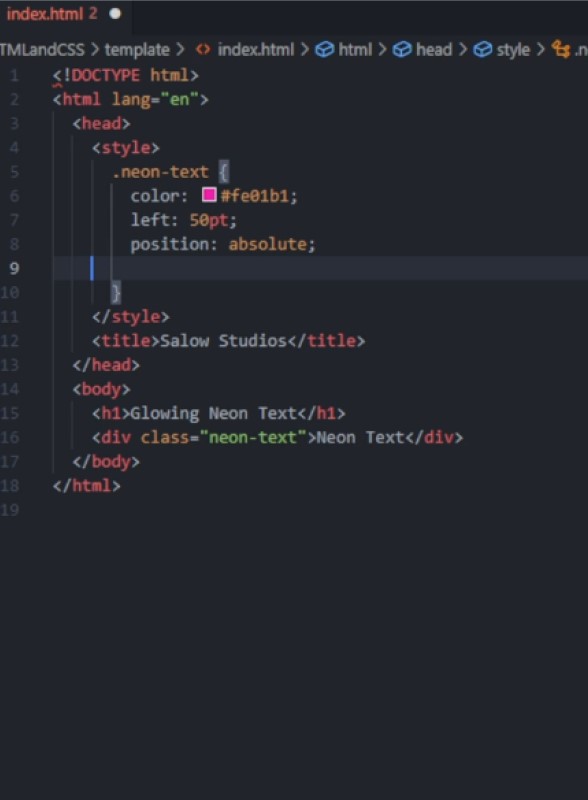 index.html 2
TMLandCSS > template > index.html > html > head > style > .n
1 <!DOCTYPE html>
2 <html lang="en">
3 <head>
4 <style>
5 .neon-text {
6 color: #fe01b1;
7 left: 50pt;
8 position: absolute;
9
10 }
11 </style>
12 <title>Salow Studios</title>
13 </head>
14 <body>
15 <h1>Glowing Neon Text</h1>
16 <div class="neon-text">Neon Text</div>
17 </body>
18 </html>
19